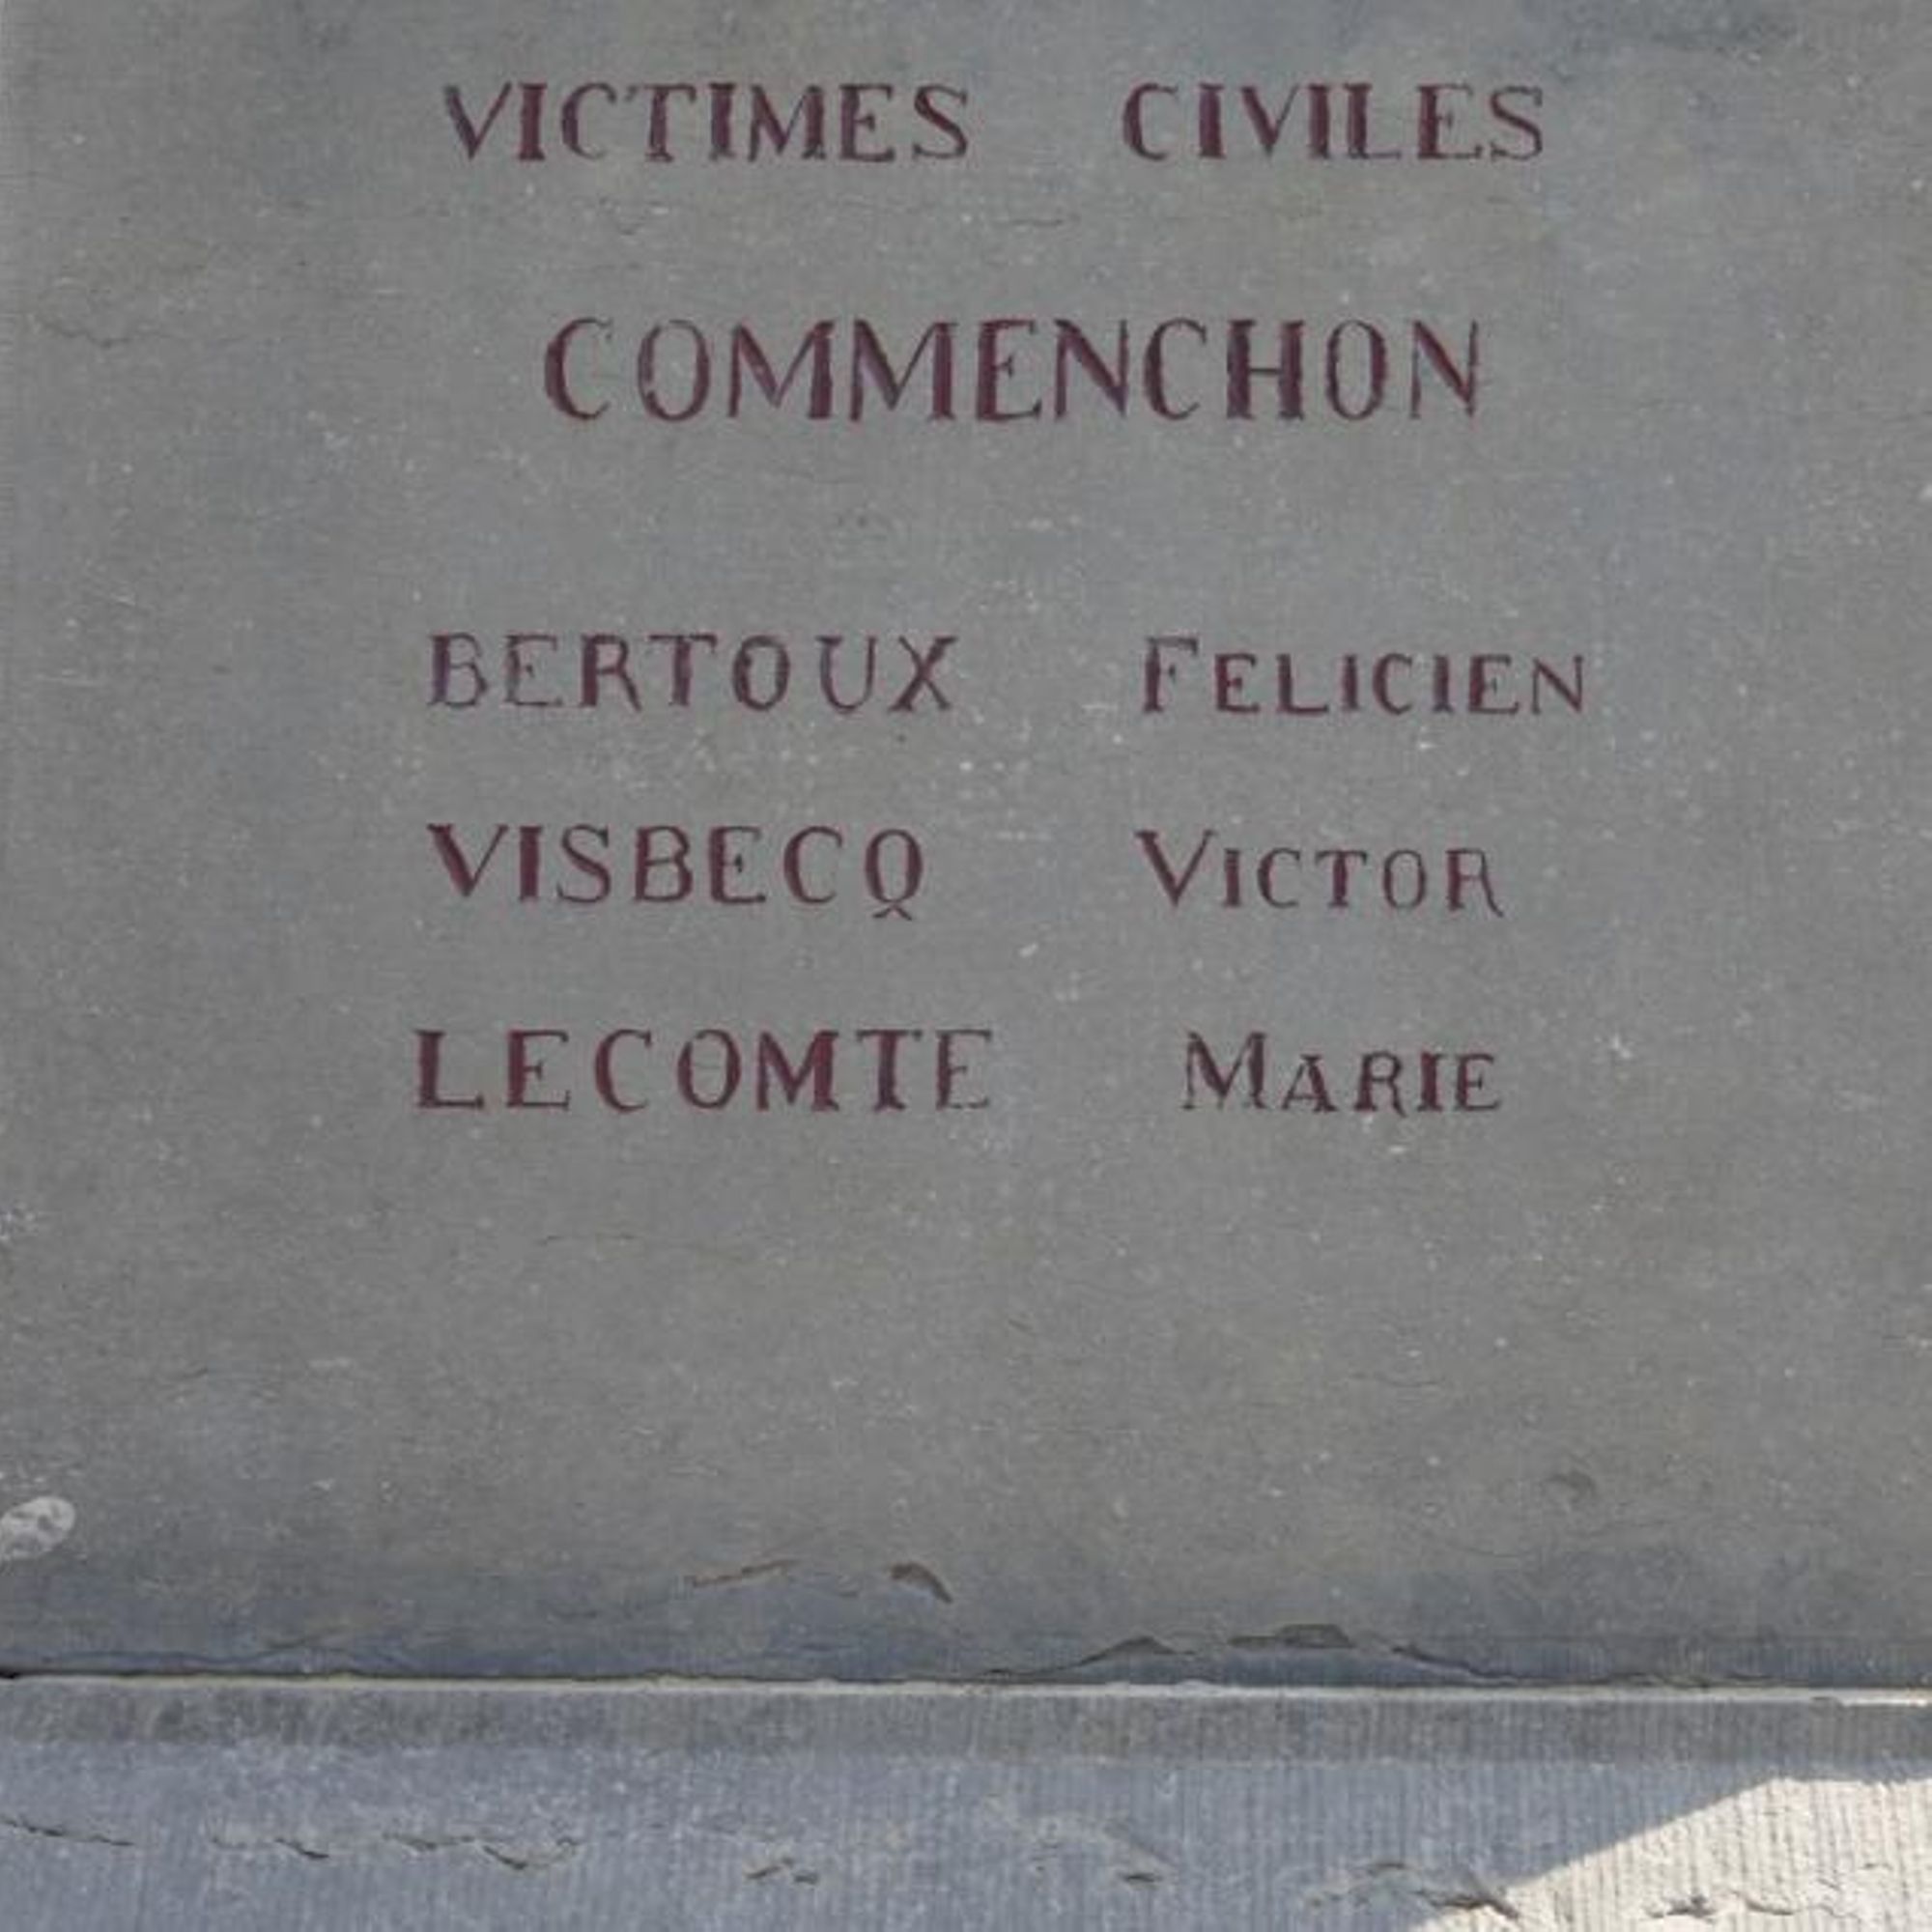 VICTIMES CIVILES
COMMENCHON
BERTOUX FELICIEN
VISBECQ VICTOR
LECOMTE MARIE